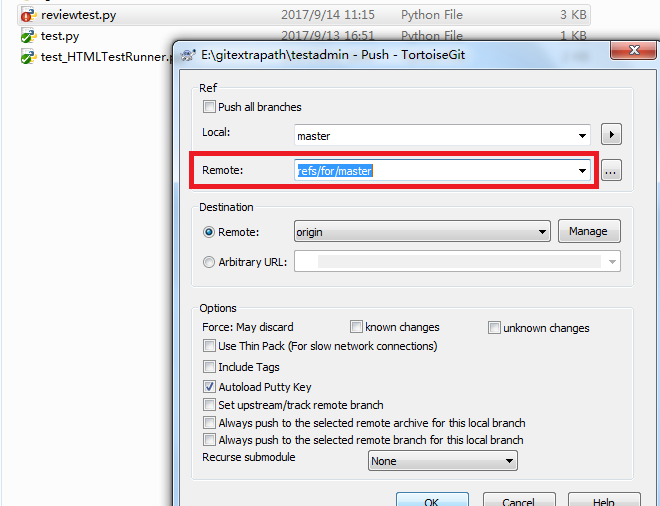 reviewtest.py 2017/9/14 11:15 Python File 3 KB
test.py 2017/9/13 16:51 Python File 1 KB
test_HTMLTestRunner.
E:\gitextrapath\testadmin - Push - TortoiseGit
Ref
Push all branches
Local: master
Remote: refs/for/master ...
Destination
Remote: origin Manage
Arbitrary URL:
Options
Force: May discard known changes unknown changes
Use Thin Pack (For slow network connections)
Include Tags
Autoload Putty Key
Set upstream/track remote branch
Always push to the selected remote archive for this local branch
Always push to the selected remote branch for this local branch
Recurse submodule None
OK Cancel Help